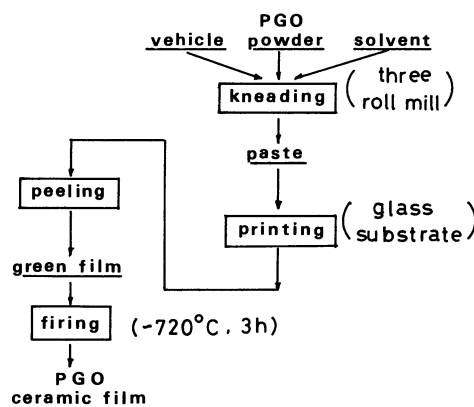 PGO
vehicle powder solvent
kneading (three roll mill)
paste
printing (glass substrate)
peeling
green film
firing (~720°C, 3h)
PGO
ceramic film